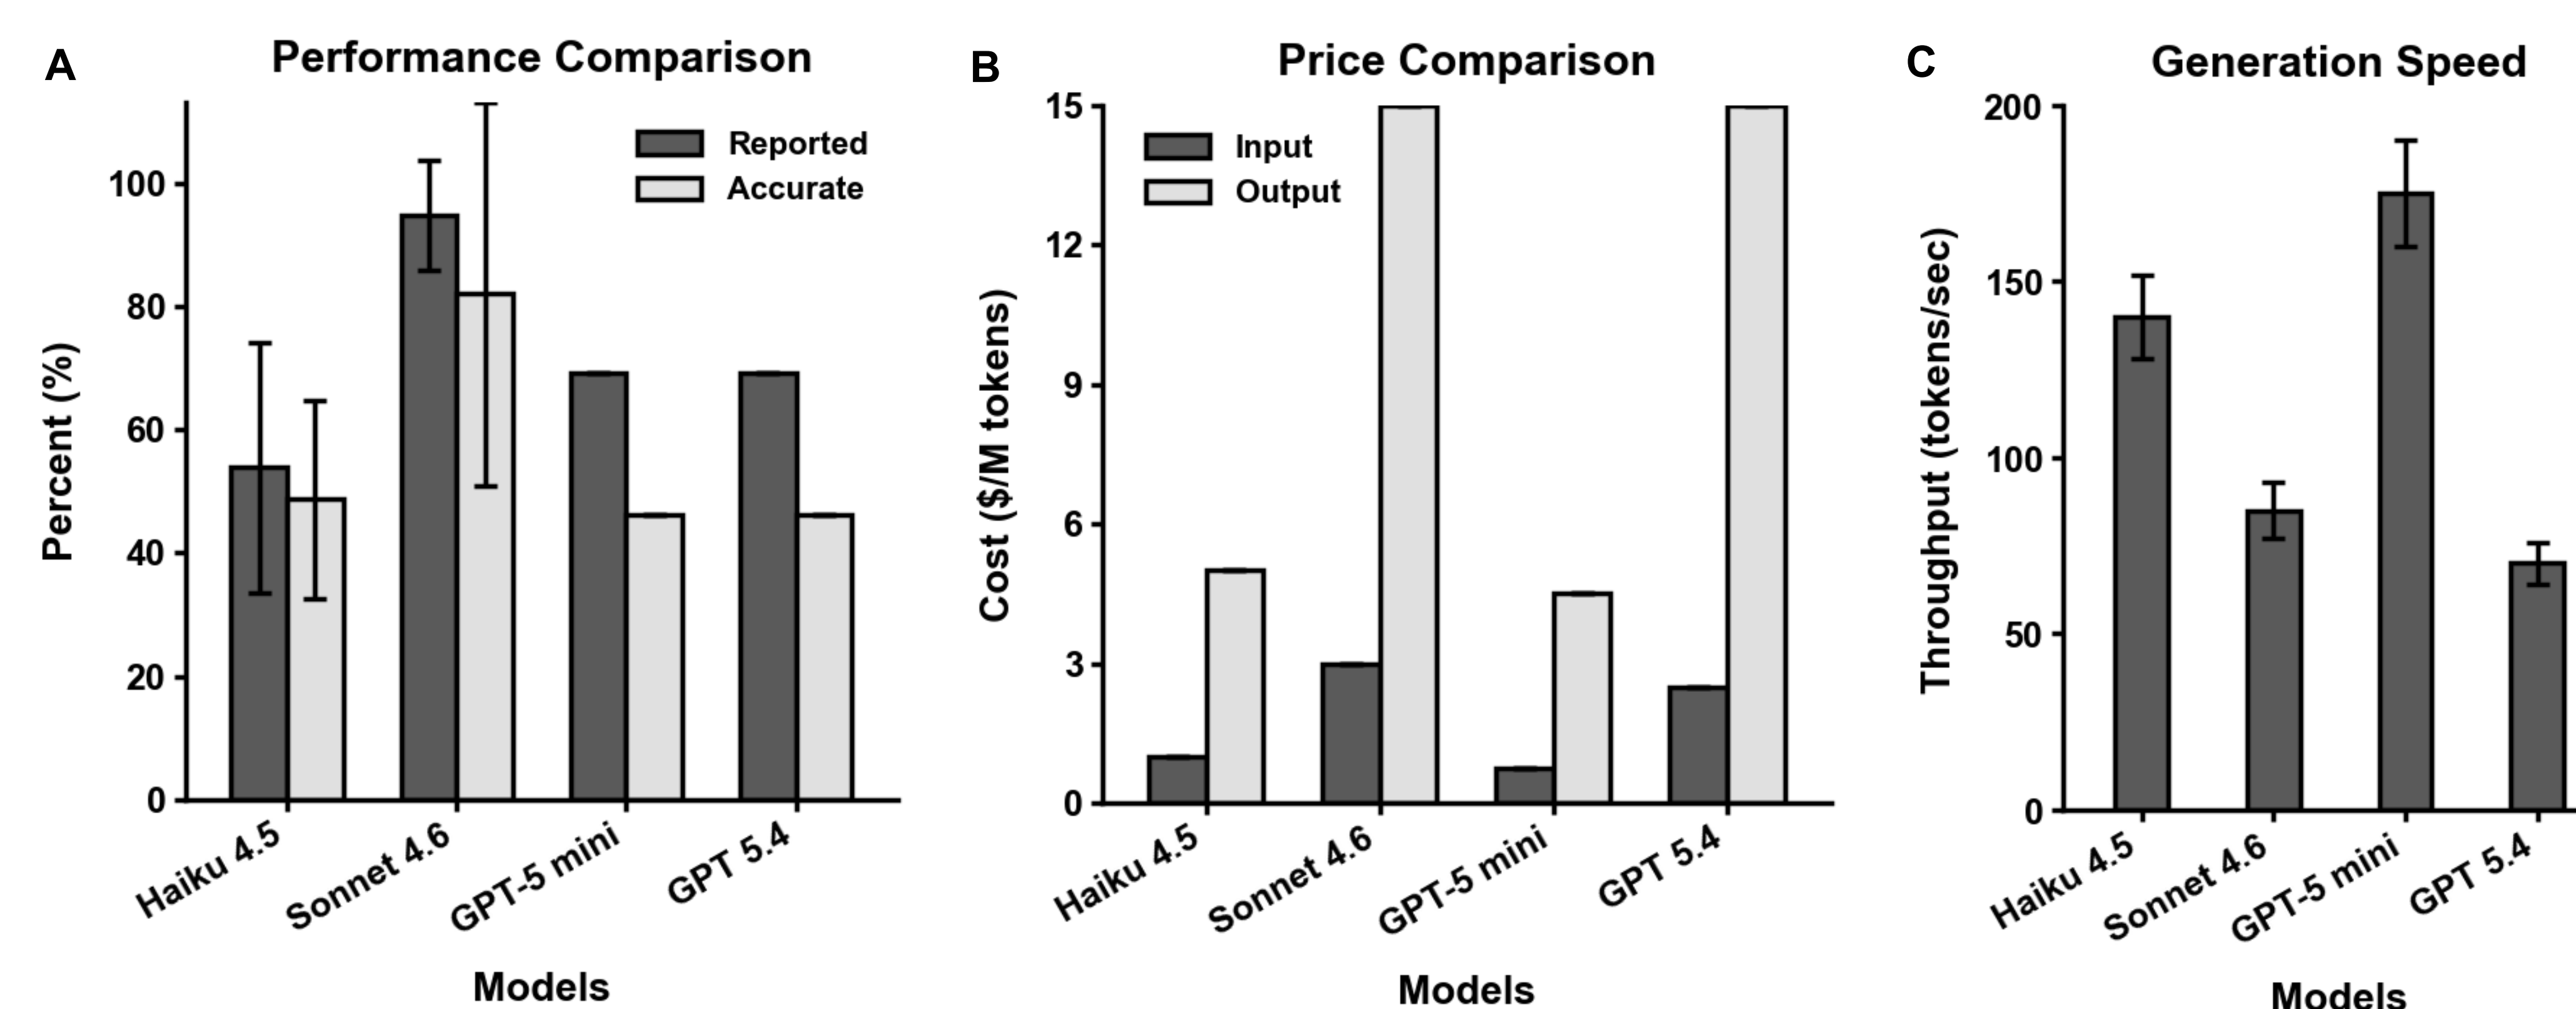 A
Performance Comparison
Reported
Accurate
Percent (%)
100
80
60
40
20
0
Haiku 4.5
Sonnet 4.6
GPT-5 mini
GPT 5.4
Models
B
Price Comparison
Input
Output
Cost ($/M tokens)
15
12
9
6
3
0
Haiku 4.5
Sonnet 4.6
GPT-5 mini
GPT 5.4
Models
C
Generation Speed
Throughput (tokens/sec)
200
150
100
50
0
Haiku 4.5
Sonnet 4.6
GPT-5 mini
GPT 5.4
Models